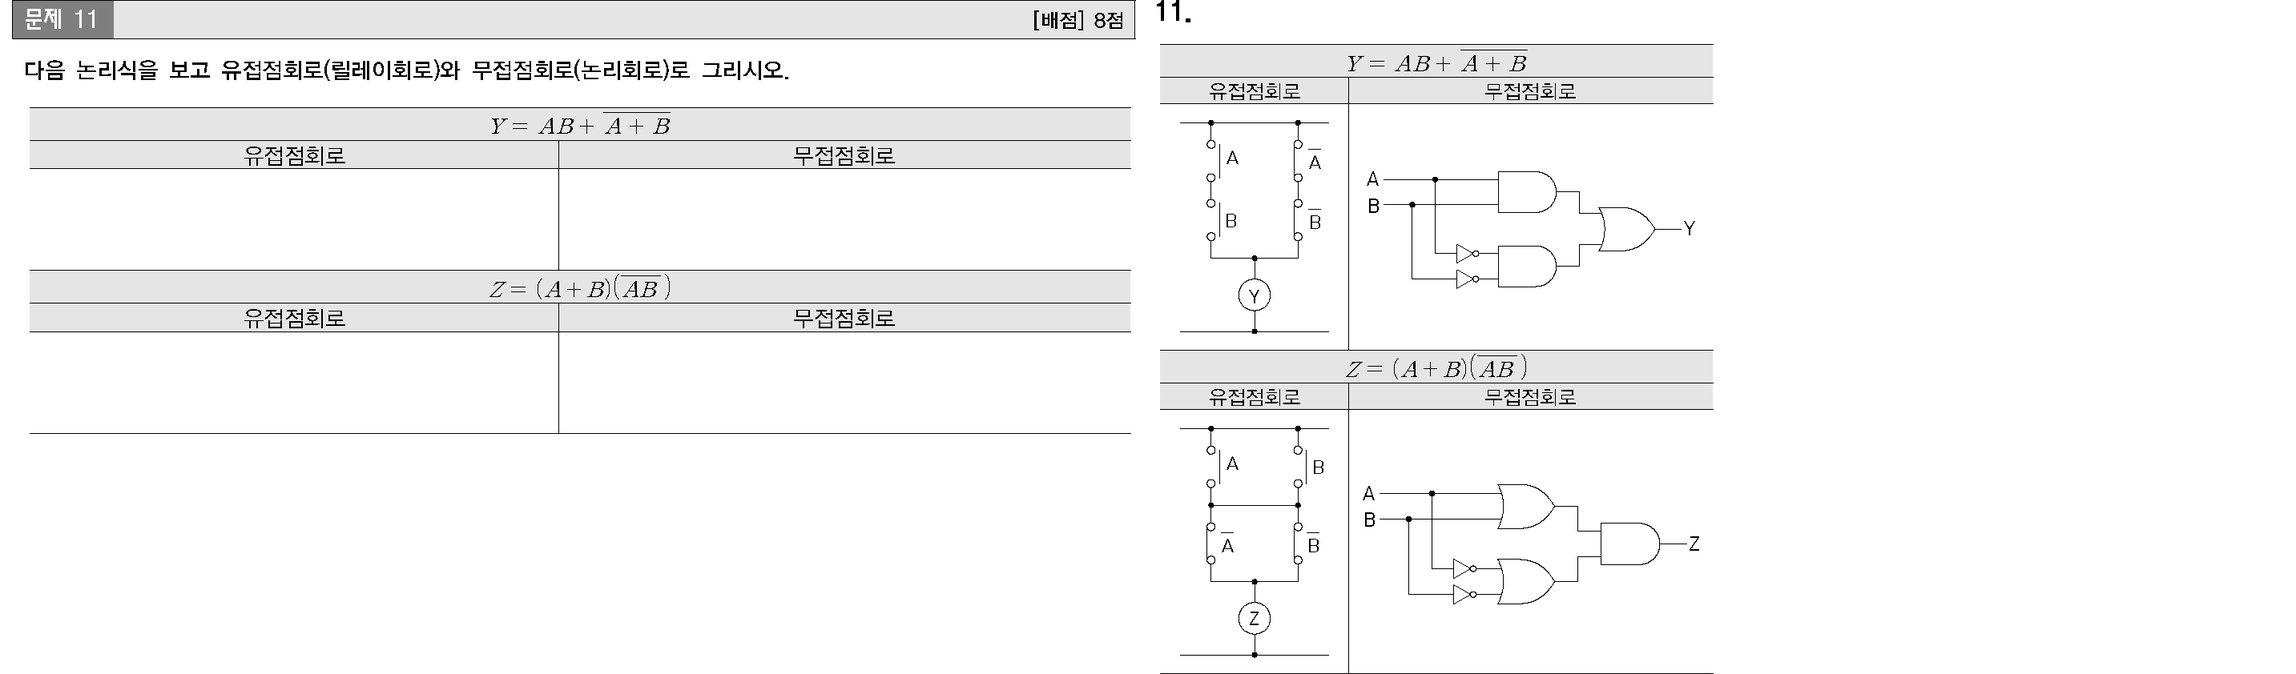 문제 11
[배점] 8점
다음 논리식을 보고 유접점회로(릴레이회로)와 무접점회로(논리회로)로 그리시오.
Y = AB + \overline{A + B}
유접점회로 무접점회로
Z = (A + B)(\overline{AB})
유접점회로 무접점회로
11.
Y = AB + \overline{A + B}
유접점회로 무접점회로
A \overline{A}
B \overline{B}
Y
A
B
Y
Z = (A + B)(\overline{AB})
유접점회로 무접점회로
A B
\overline{A} \overline{B}
Z
A
B
Z